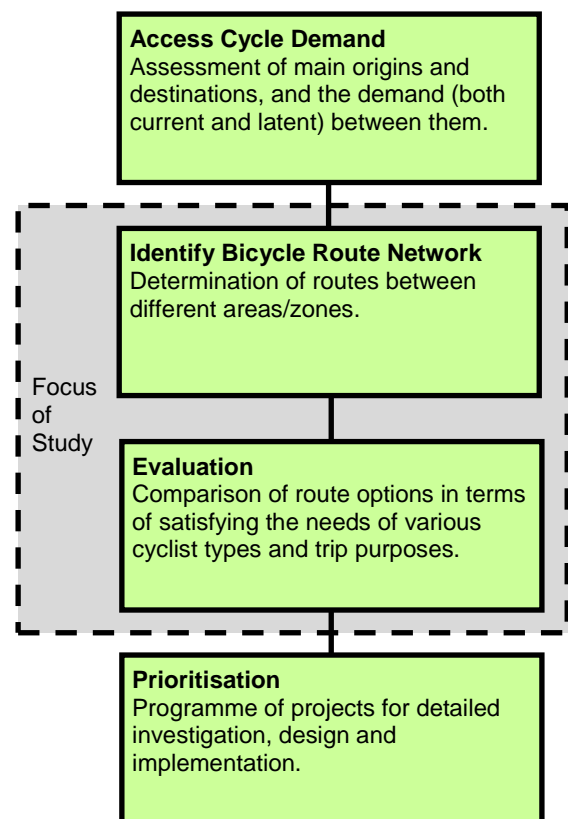 Access Cycle Demand
Assessment of main origins and
destinations, and the demand (both
current and latent) between them.
Identify Bicycle Route Network
Determination of routes between
different areas/zones.
Focus
of
Study
Evaluation
Comparison of route options in terms
of satisfying the needs of various
cyclist types and trip purposes.
Prioritisation
Programme of projects for detailed
investigation, design and
implementation.